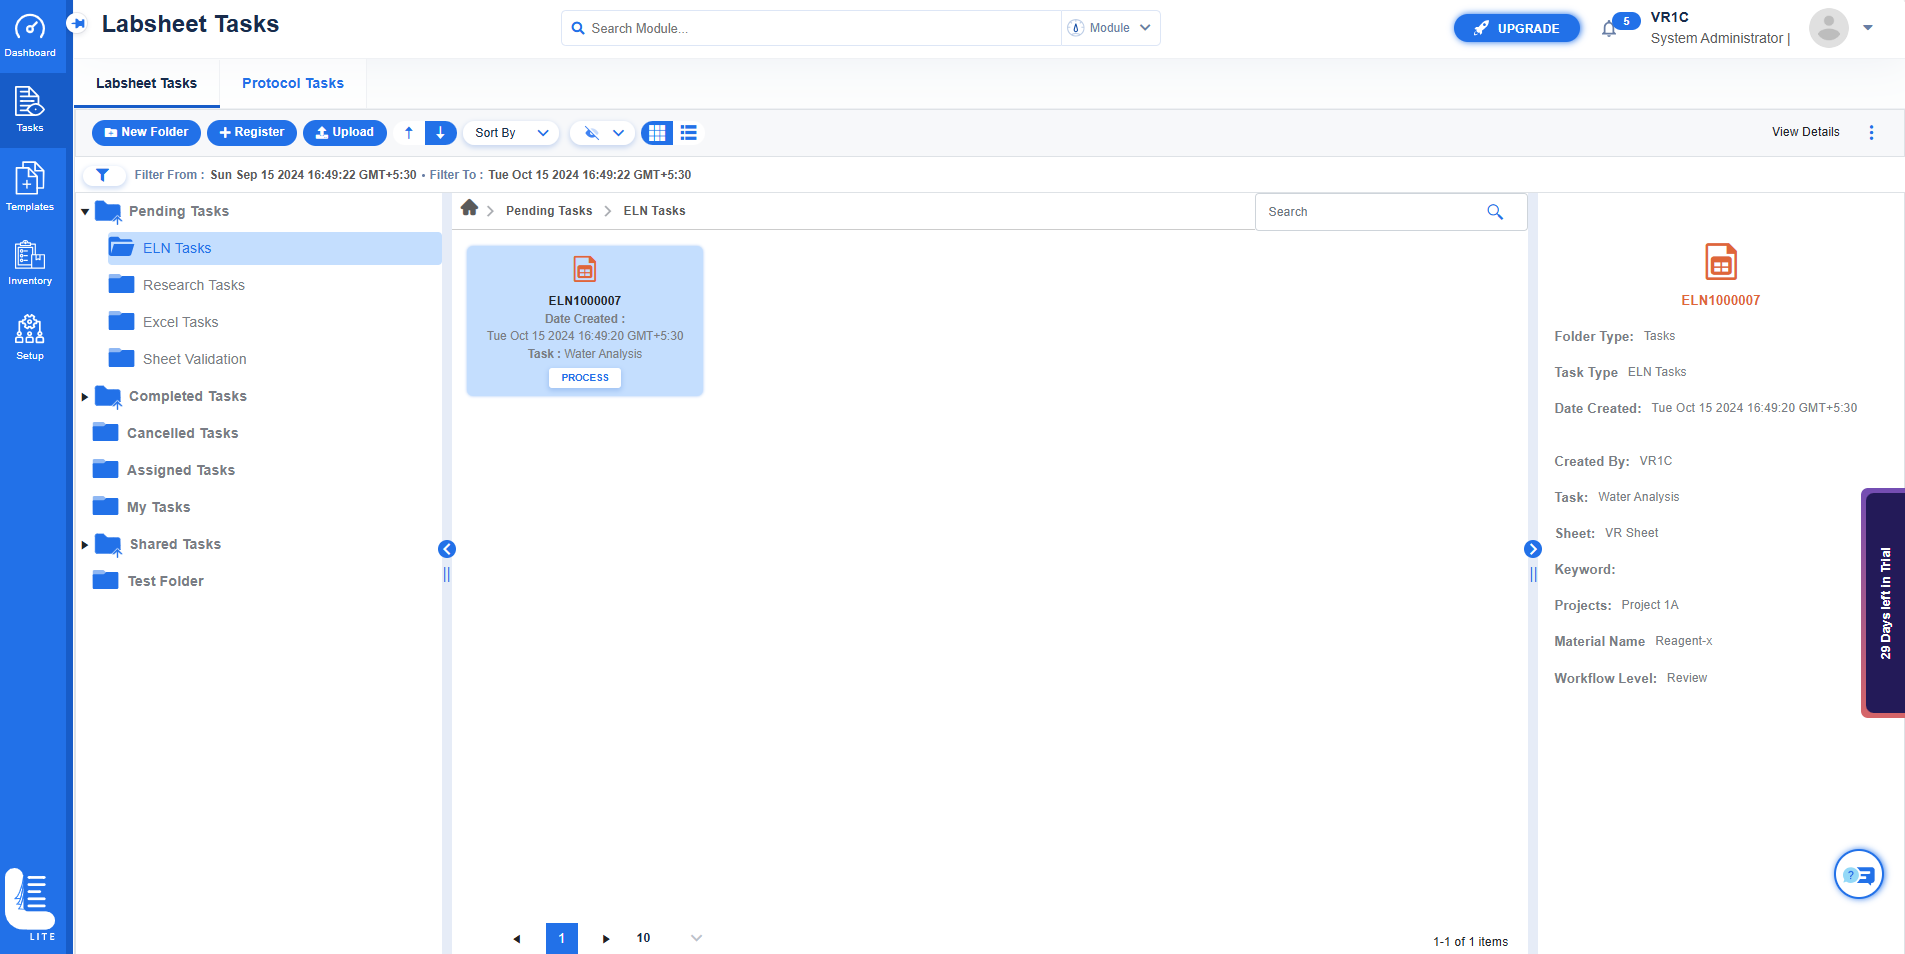 Dashboard
Tasks
Templates
Inventory
Setup
LITE
Labsheet Tasks
Search Module...
Module
UPGRADE
5
VR1C
System Administrator |
Labsheet Tasks
Protocol Tasks
New Folder
Register
Upload
Sort By
View Details
Filter From : Sun Sep 15 2024 16:49:22 GMT+5:30 • Filter To : Tue Oct 15 2024 16:49:22 GMT+5:30
Pending Tasks
ELN Tasks
Research Tasks
Excel Tasks
Sheet Validation
Completed Tasks
Cancelled Tasks
Assigned Tasks
My Tasks
Shared Tasks
Test Folder
Pending Tasks
ELN Tasks
Search
ELN1000007
Date Created :
Tue Oct 15 2024 16:49:20 GMT+5:30
Task : Water Analysis
PROCESS
1
10
1-1 of 1 items
ELN1000007
Folder Type: Tasks
Task Type ELN Tasks
Date Created: Tue Oct 15 2024 16:49:20 GMT+5:30
Created By: VR1C
Task: Water Analysis
Sheet: VR Sheet
Keyword:
Projects: Project 1A
Material Name Reagent-x
Workflow Level: Review
29 Days left in Trial
?